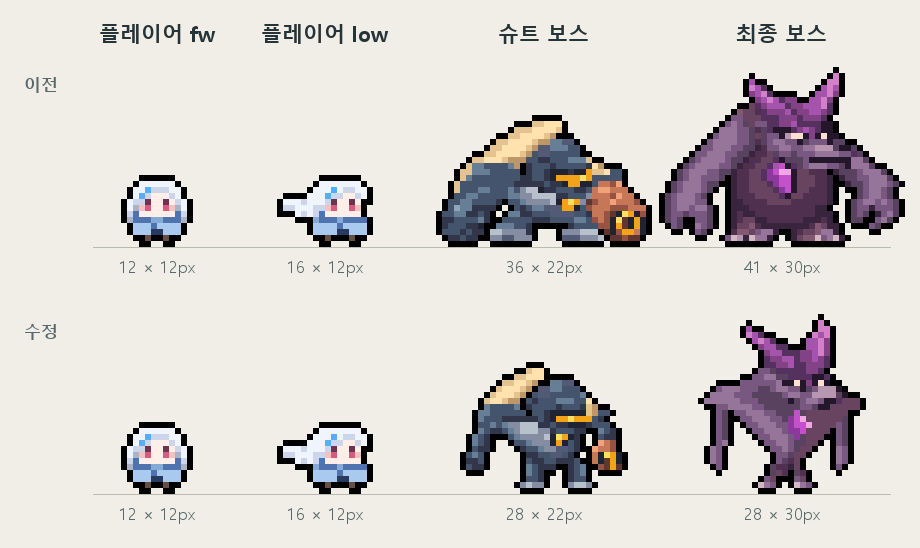 플레이어 fw 플레이어 low 슈트 보스 최종 보스
이전
12 × 12px 16 × 12px 36 × 22px 41 × 30px
수정
12 × 12px 16 × 12px 28 × 22px 28 × 30px